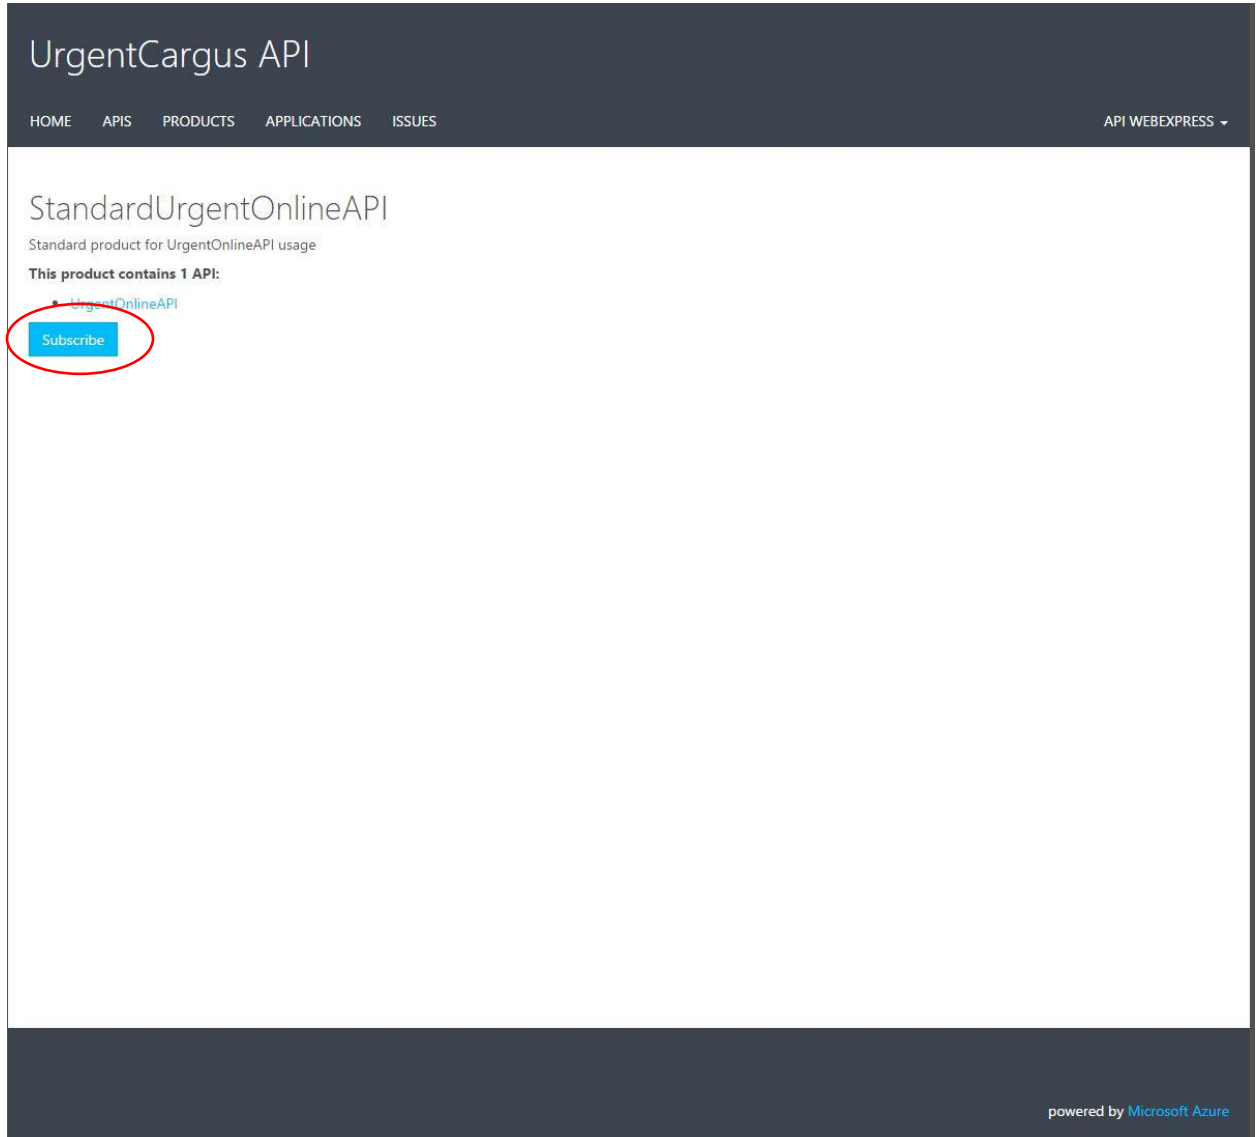 UrgentCargus API
HOME APIS PRODUCTS APPLICATIONS ISSUES API WEBEXPRESS
StandardUrgentOnlineAPI
Standard product for UrgentOnlineAPI usage
This product contains 1 API:
• UrgentOnlineAPI
Subscribe
powered by Microsoft Azure